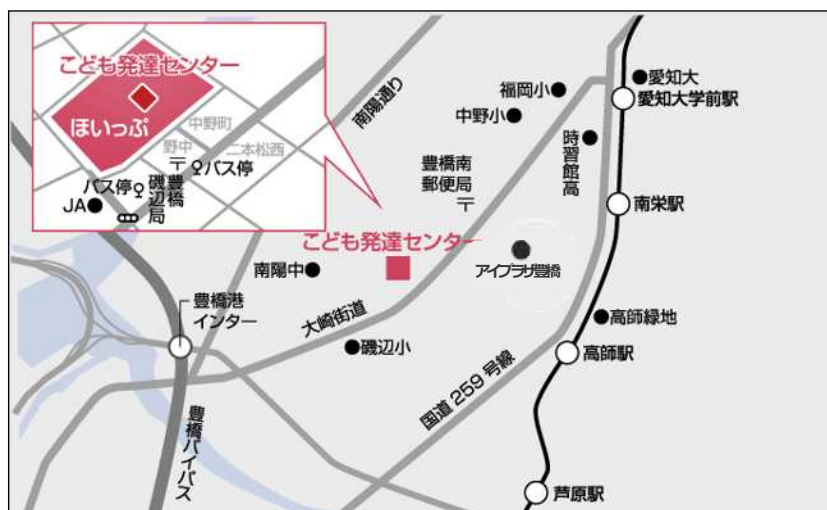 こども発達センター
ほいっぷ
中野町
野中
二本松西
〒
バス停
バス停
豊橋
磯辺局
JA
南陽通り
福岡小
中野小
愛知大
愛知大学前駅
時習館高
豊橋南
郵便局
〒
南栄駅
こども発達センター
アイプラザ豊橋
南陽中
豊橋港
インター
大崎街道
磯辺小
高師緑地
高師駅
国道259号線
豊橋バイパス
芦原駅